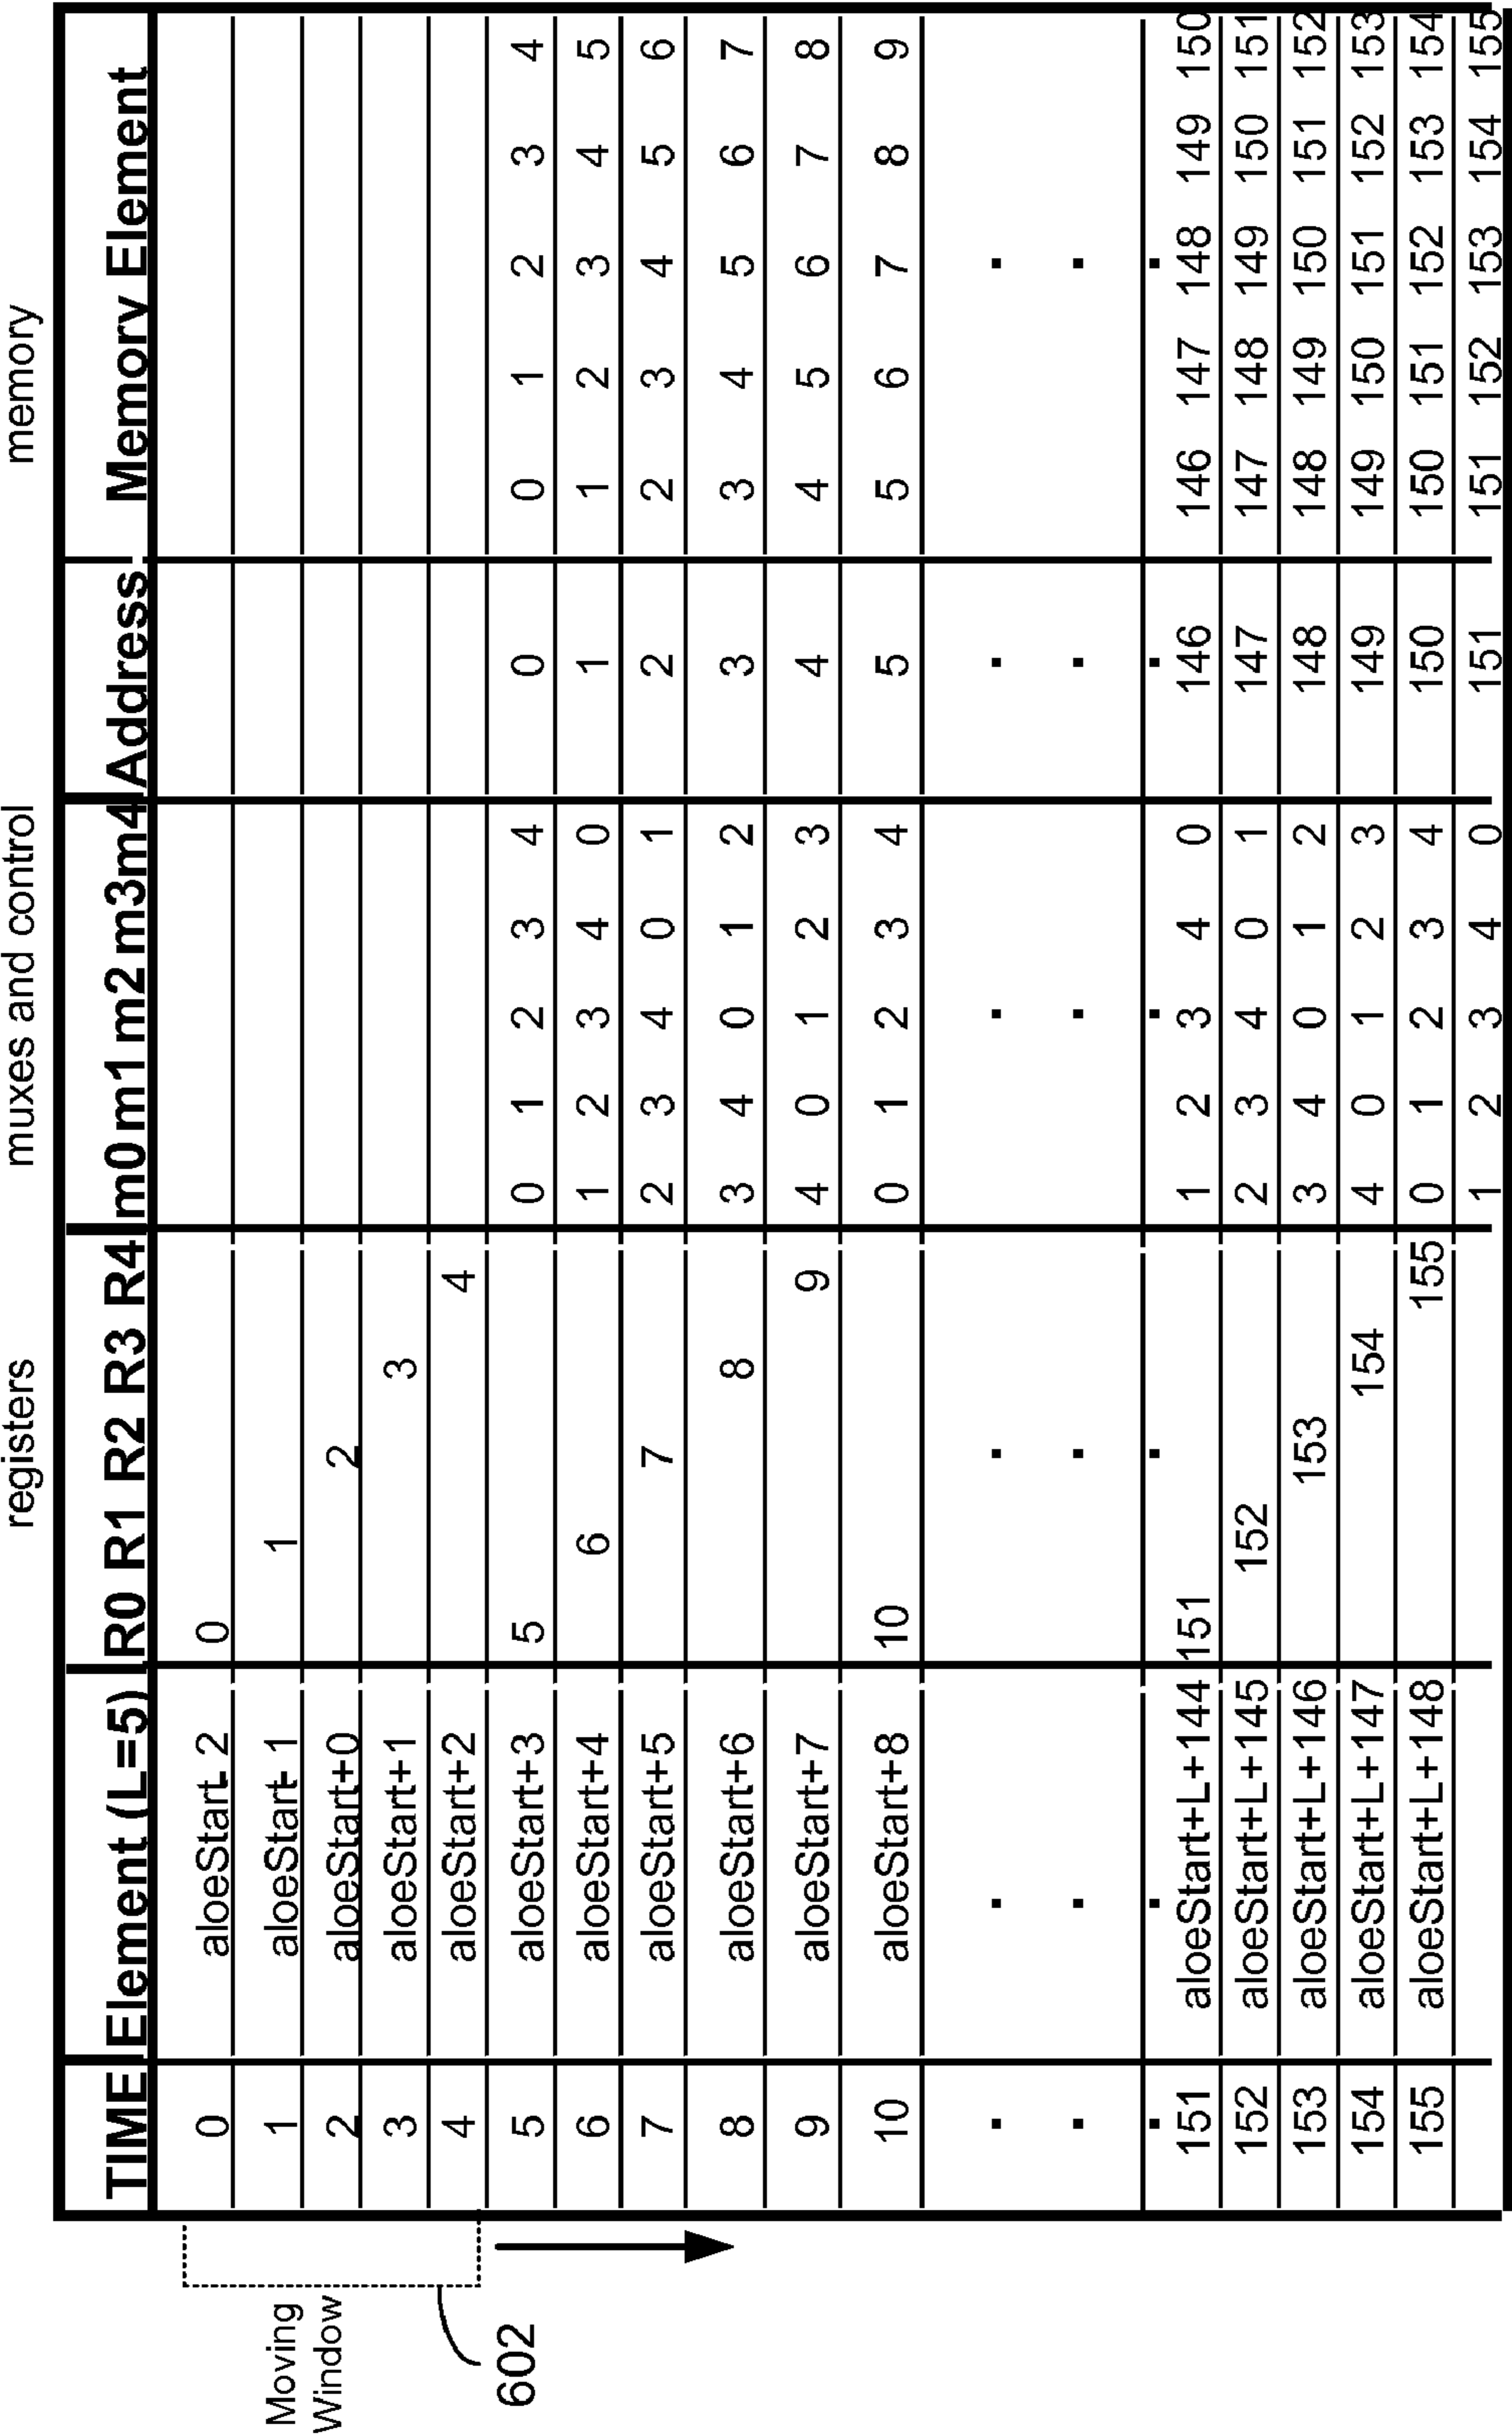 registers muxes and control memory
TIME Element (L=5) R0 R1 R2 R3 R4 m0 m1 m2 m3 m4 Address Memory Element
0 aloeStart- 2 0
1 aloeStart- 1 1
2 aloeStart+0 2
3 aloeStart+1 3
4 aloeStart+2 4
5 aloeStart+3 5 0 1 2 3 4 0 0 1 2 3 4
6 aloeStart+4 6 1 2 3 4 0 1 1 2 3 4 5
7 aloeStart+5 7 2 3 4 0 1 2 2 3 4 5 6
8 aloeStart+6 8 3 4 0 1 2 3 3 4 5 6 7
9 aloeStart+7 9 4 0 1 2 3 4 4 5 6 7 8
10 aloeStart+8 10 0 1 2 3 4 5 5 6 7 8 9
. . . . . .
. . . . . .
. . . . . .
151 aloeStart+L+144 151 1 2 3 4 0 146 146 147 148 149 150
152 aloeStart+L+145 152 2 3 4 0 1 147 147 148 149 150 151
153 aloeStart+L+146 153 3 4 0 1 2 148 148 149 150 151 152
154 aloeStart+L+147 154 4 0 1 2 3 149 149 150 151 152 153
155 aloeStart+L+148 155 0 1 2 3 4 150 150 151 152 153 154
1 2 3 4 0 151 151 152 153 154 155
Moving
Window
602